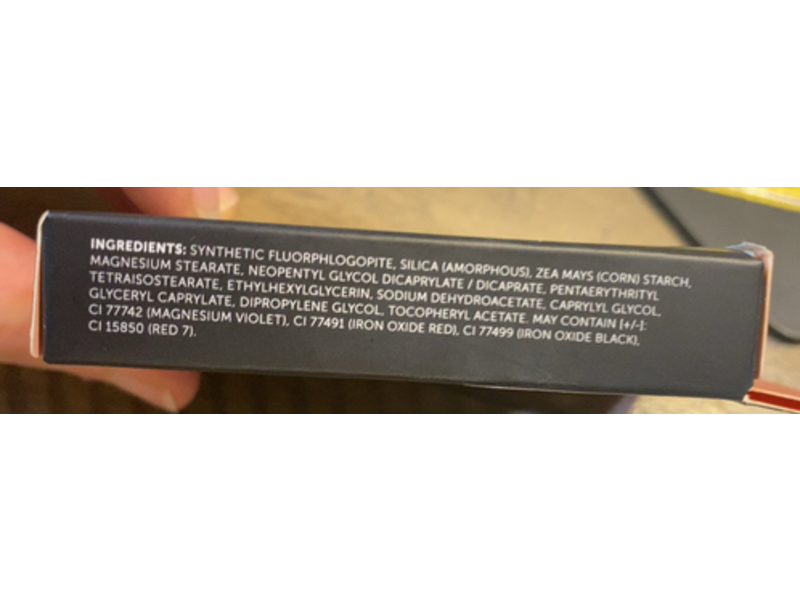 INGREDIENTS: SYNTHETIC FLUORPHLOGOPITE, SILICA (AMORPHOUS), ZEA MAYS (CORN) STARCH,
MAGNESIUM STEARATE, NEOPENTYL GLYCOL DICAPRYLATE / DICAPRATE, PENTAERYTHRITYL
TETRAISOSTEARATE, ETHYLHEXYLGLYCERIN, SODIUM DEHYDROACETATE, CAPRYLYL GLYCOL,
GLYCERYL CAPRYLATE, DIPROPYLENE GLYCOL, TOCOPHERYL ACETATE. MAY CONTAIN [+/-]:
CI 77742 (MAGNESIUM VIOLET), CI 77491 (IRON OXIDE RED), CI 77499 (IRON OXIDE BLACK),
CI 15850 (RED 7).